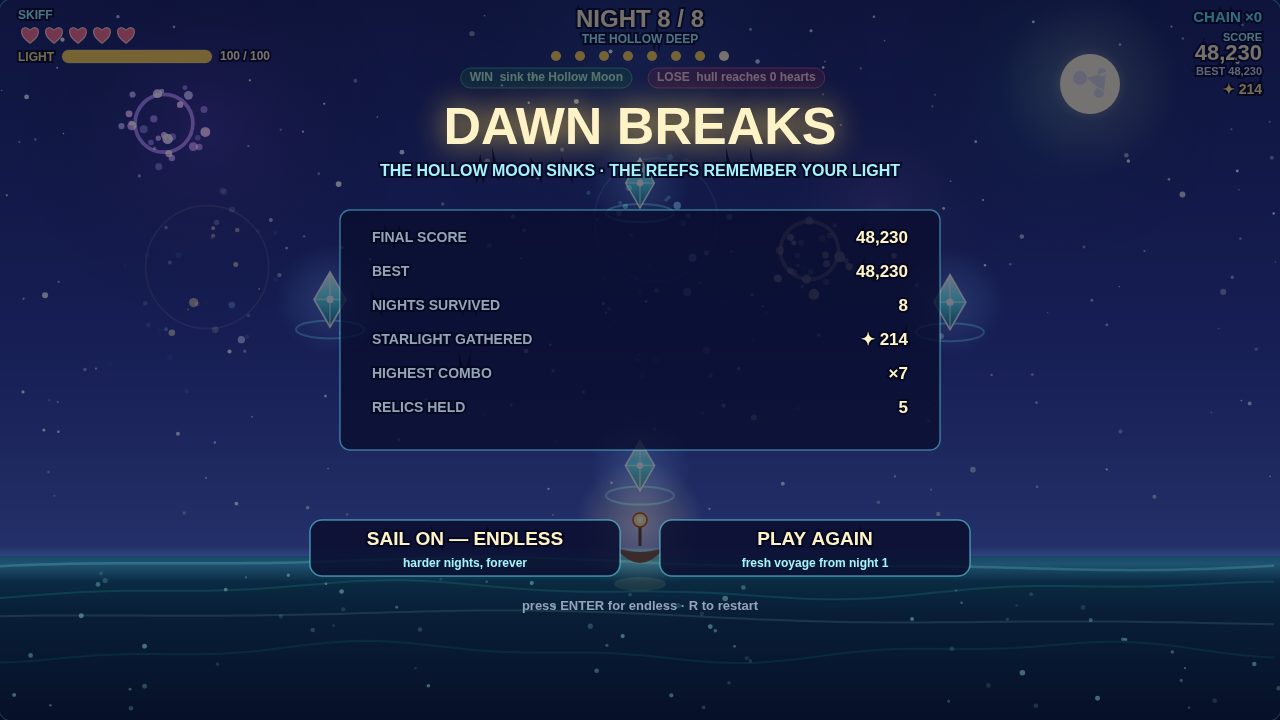 SKIFF
LIGHT 100 / 100
NIGHT 8 / 8
THE HOLLOW DEEP
WIN sink the Hollow Moon
LOSE hull reaches 0 hearts
CHAIN ×0
SCORE
48,230
BEST 48,230
✦ 214
DAWN BREAKS
THE HOLLOW MOON SINKS · THE REEFS REMEMBER YOUR LIGHT
FINAL SCORE 48,230
BEST 48,230
NIGHTS SURVIVED 8
STARLIGHT GATHERED ✦ 214
HIGHEST COMBO ×7
RELICS HELD 5
SAIL ON — ENDLESS
harder nights, forever
PLAY AGAIN
fresh voyage from night 1
press ENTER for endless · R to restart